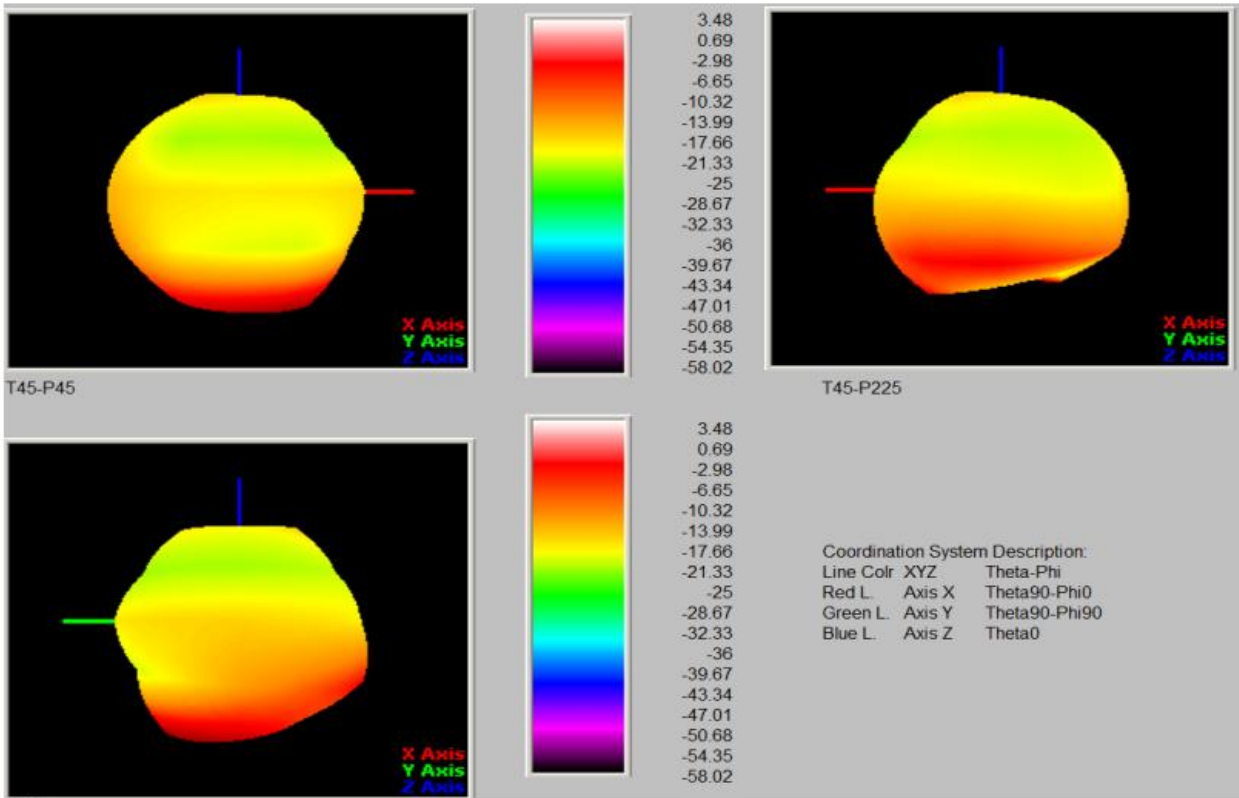 3.48
0.69
-2.98
-6.65
-10.32
-13.99
-17.66
-21.33
-25
-28.67
-32.33
-36
-39.67
-43.34
-47.01
-50.68
-54.35
-58.02
X Axis
Y Axis
Z Axis
X Axis
Y Axis
Z Axis
T45-P45
T45-P225
3.48
0.69
-2.98
-6.65
-10.32
-13.99
-17.66
-21.33
-25
-28.67
-32.33
-36
-39.67
-43.34
-47.01
-50.68
-54.35
-58.02
X Axis
Y Axis
Z Axis
Coordination System Description:
Line Colr XYZ Theta-Phi
Red L. Axis X Theta90-Phi0
Green L. Axis Y Theta90-Phi90
Blue L. Axis Z Theta0